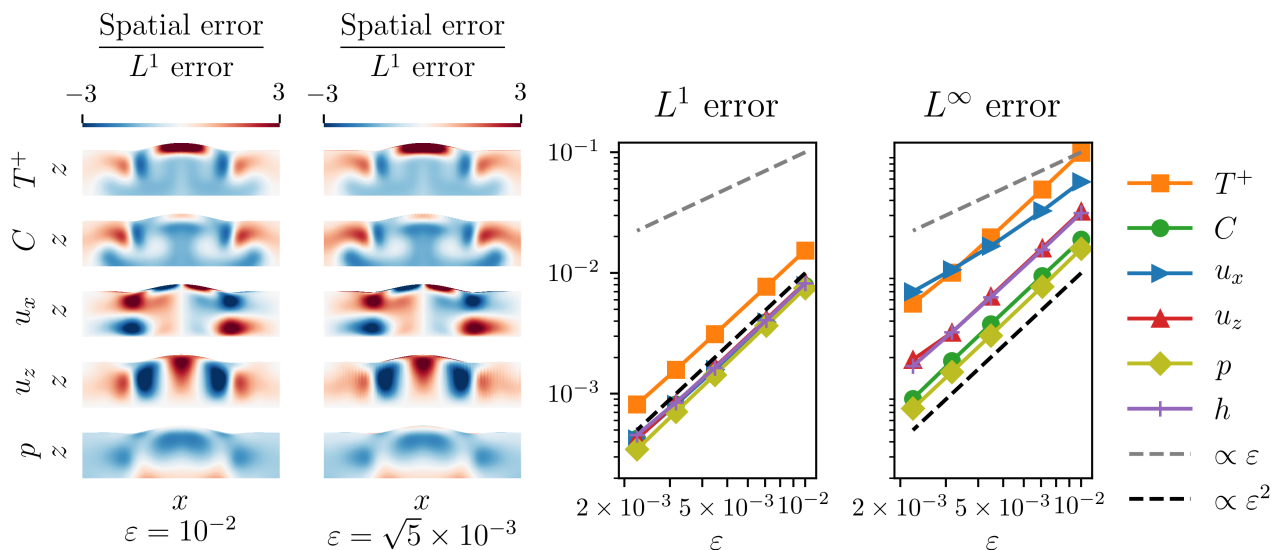 Spatial error
L¹ error
−3 3
Spatial error
L¹ error
−3 3
T⁺ z
C z
uₓ z
u_z z
p z
x
ε = 10⁻²
x
ε = √5 × 10⁻³
L¹ error
10⁻¹
10⁻²
10⁻³
2 × 10⁻³ 5 × 10⁻³ 10⁻²
ε
L^∞ error
2 × 10⁻³ 5 × 10⁻³ 10⁻²
ε
T⁺
C
uₓ
u_z
p
h
∝ ε
∝ ε²